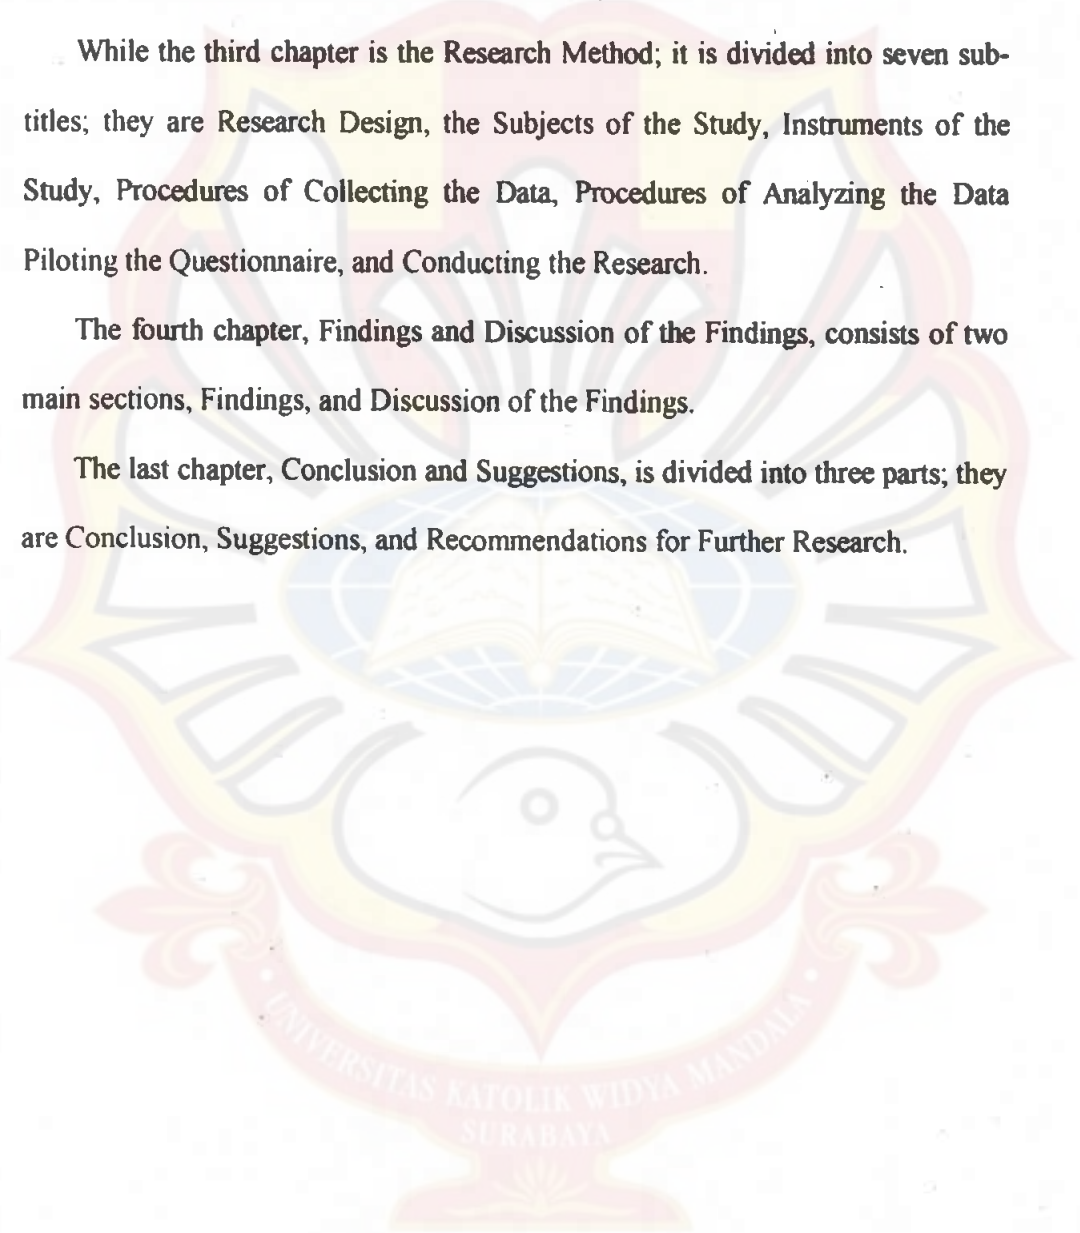 While the third chapter is the Research Method; it is divided into seven sub-
titles; they are Research Design, the Subjects of the Study, Instruments of the
Study, Procedures of Collecting the Data, Procedures of Analyzing the Data
Piloting the Questionnaire, and Conducting the Research.
The fourth chapter, Findings and Discussion of the Findings, consists of two
main sections, Findings, and Discussion of the Findings.
The last chapter, Conclusion and Suggestions, is divided into three parts; they
are Conclusion, Suggestions, and Recommendations for Further Research.
UNIVERSITAS KATOLIK WIDYA MANDALA
SURABAYA